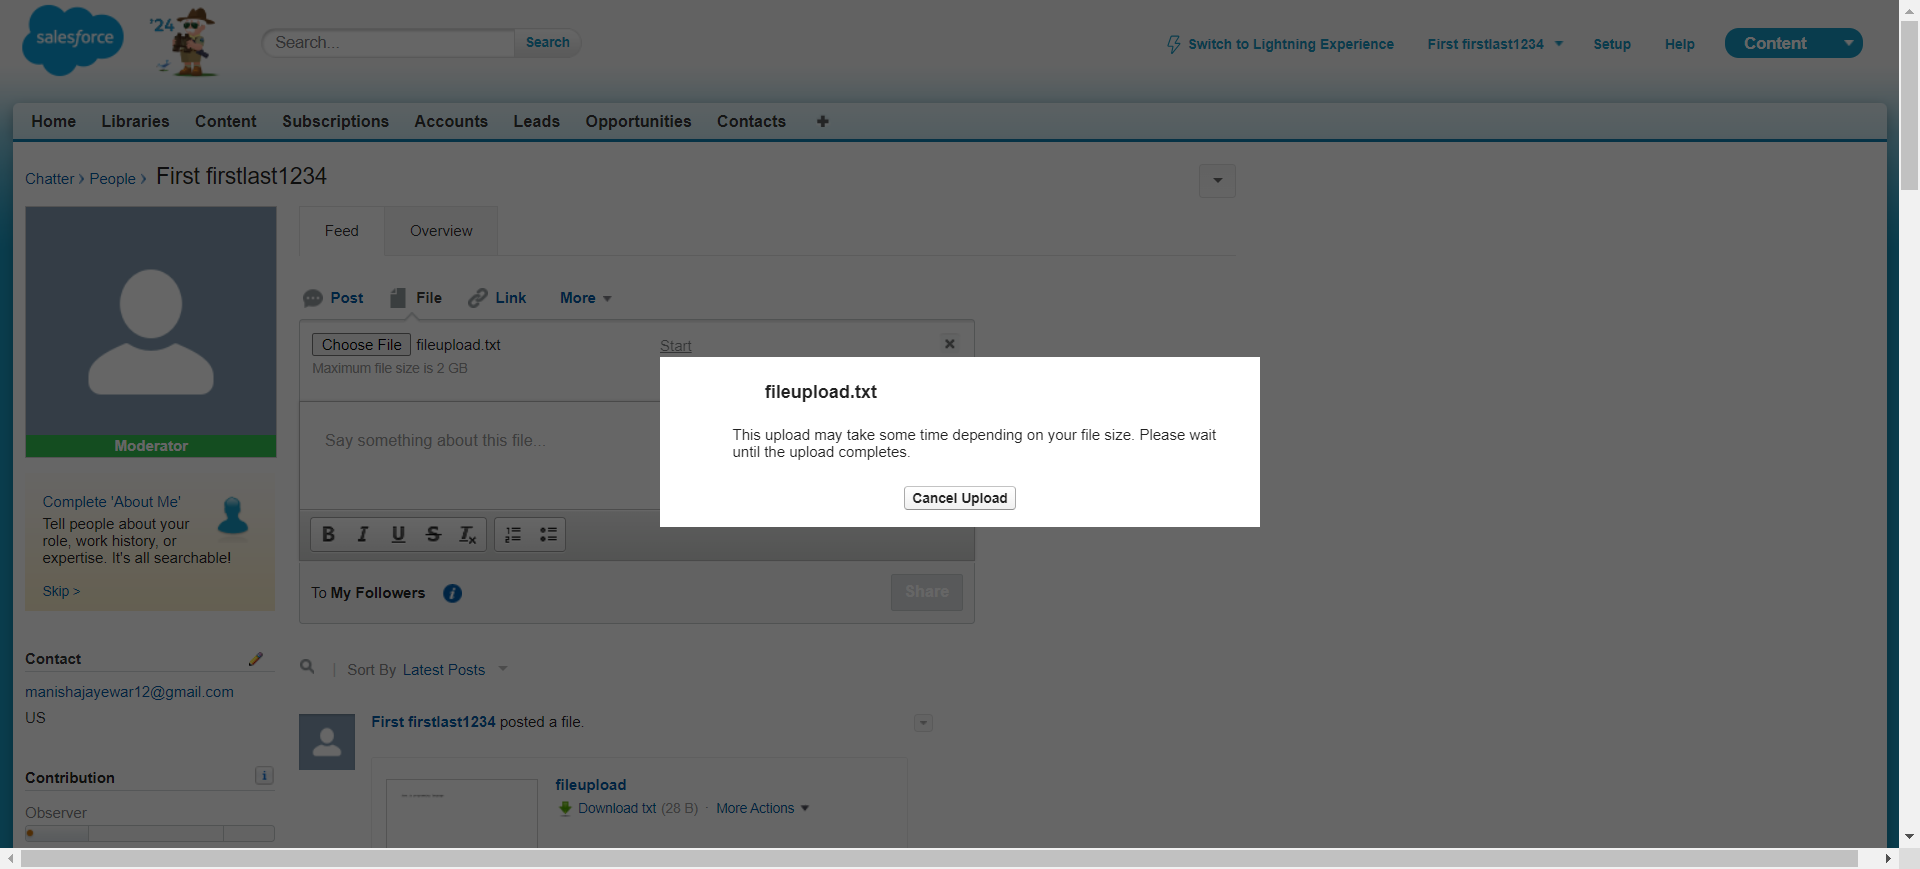 salesforce
'24
Search...
Search
Switch to Lightning Experience
First firstlast1234
Setup
Help
Content
Home
Libraries
Content
Subscriptions
Accounts
Leads
Opportunities
Contacts
Chatter › People › First firstlast1234
Feed
Overview
Post
File
Link
More
Choose File fileupload.txt
Start
Maximum file size is 2 GB
fileupload.txt
This upload may take some time depending on your file size. Please wait
until the upload completes.
Cancel Upload
Say something about this file...
B I U S Ix
To My Followers
Share
Moderator
Complete 'About Me'
Tell people about your
role, work history, or
expertise. It's all searchable!
Skip >
Contact
manishajayewar12@gmail.com
US
Contribution
Observer
Sort By Latest Posts
First firstlast1234 posted a file.
fileupload
Download txt (28 B) · More Actions